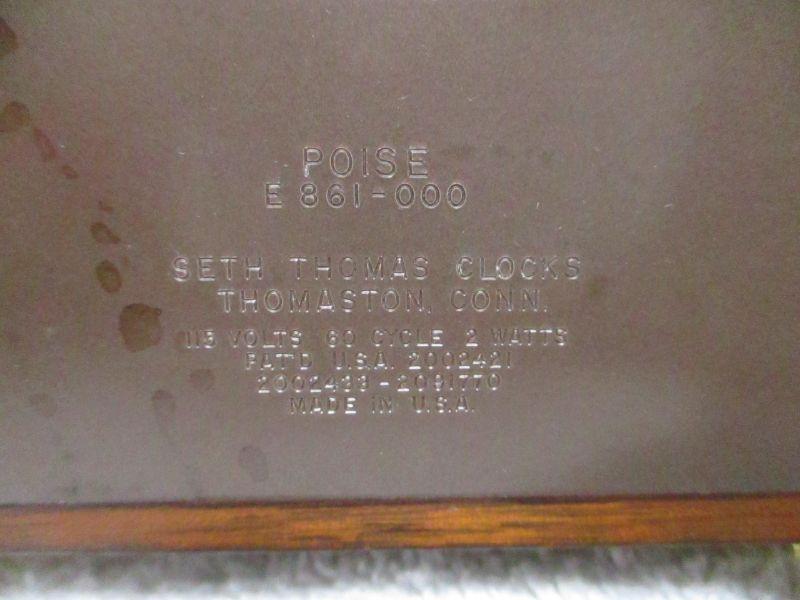 POISE
E 861-000
SETH THOMAS CLOCKS
THOMASTON, CONN.
115 VOLTS 60 CYCLE 2 WATTS
PAT'D U.S.A. 2002421
2002433-2091770
MADE IN U.S.A.